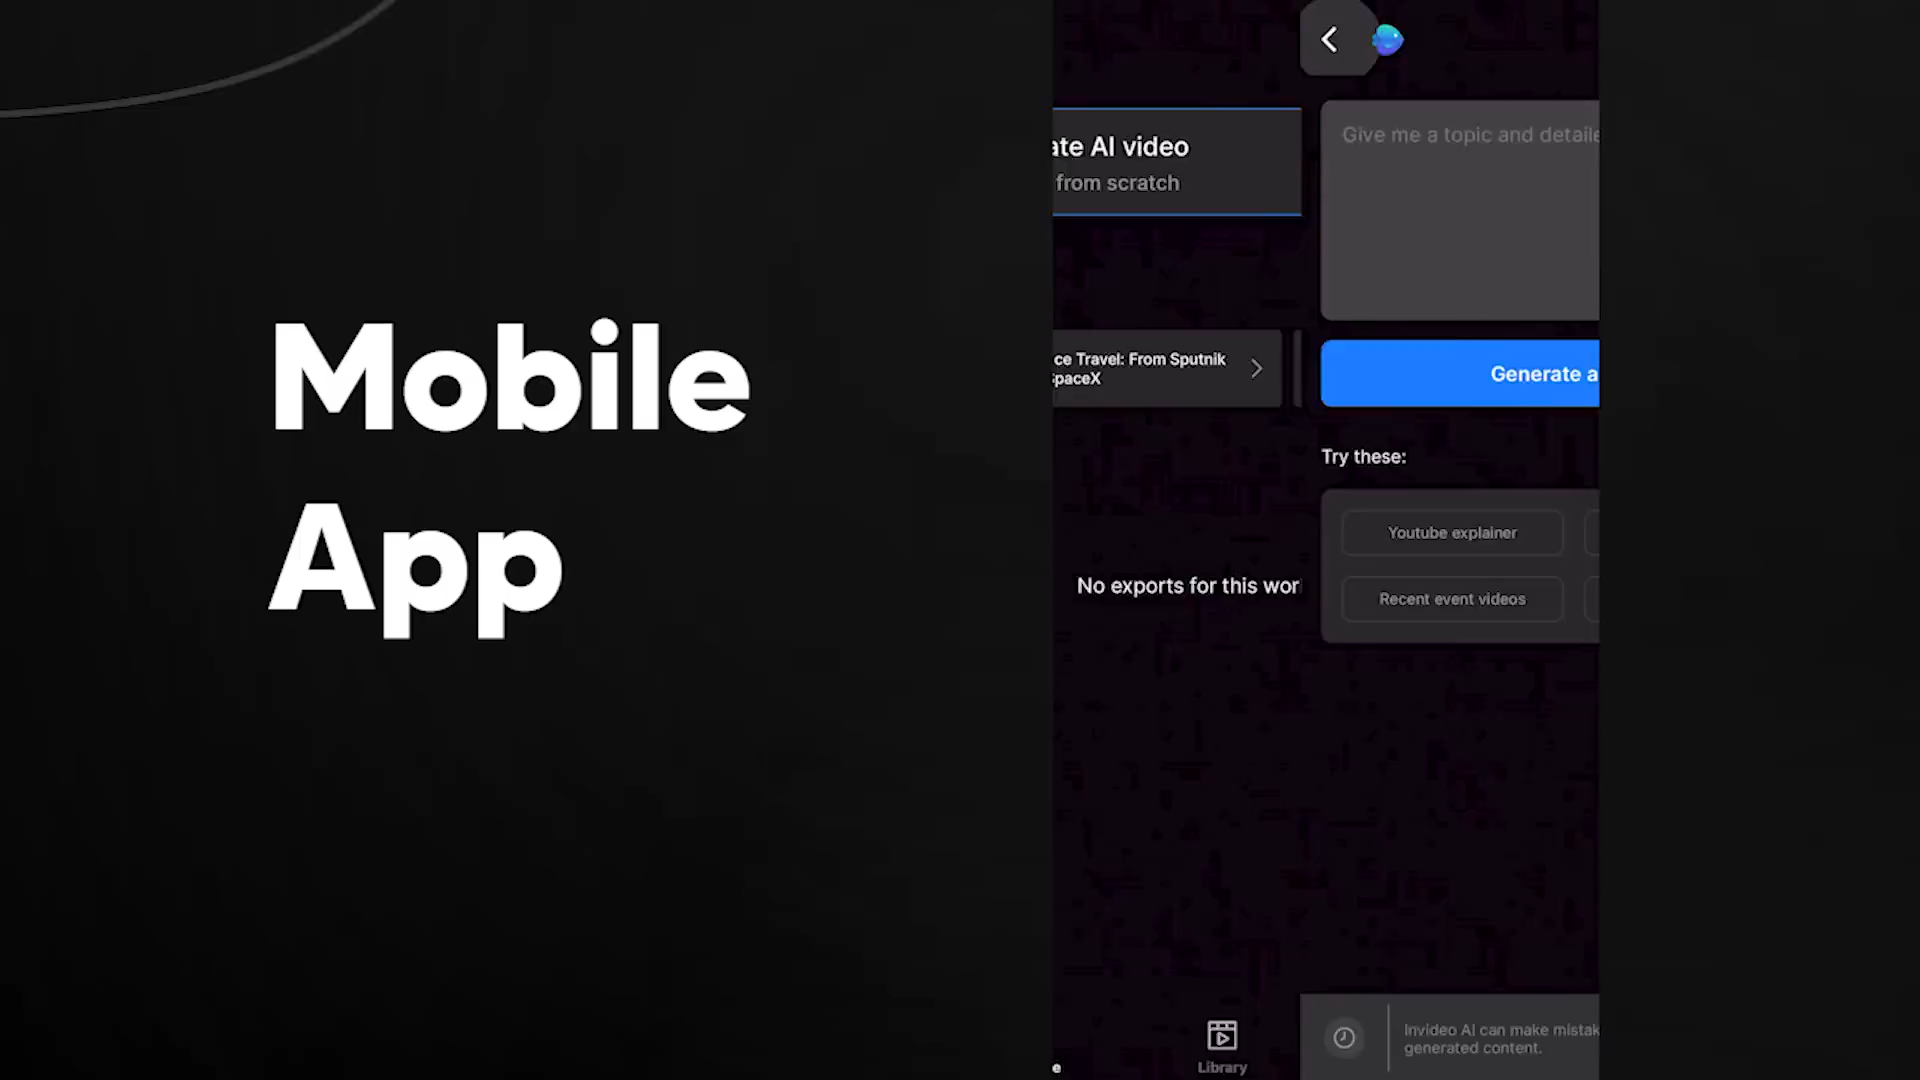 Mobile
App
ate AI video
from scratch
ce Travel: From Sputnik
SpaceX
No exports for this wor
e
Library
Give me a topic and detaile
Generate a
Try these:
Youtube explainer
Recent event videos
Invideo AI can make mistak
generated content.